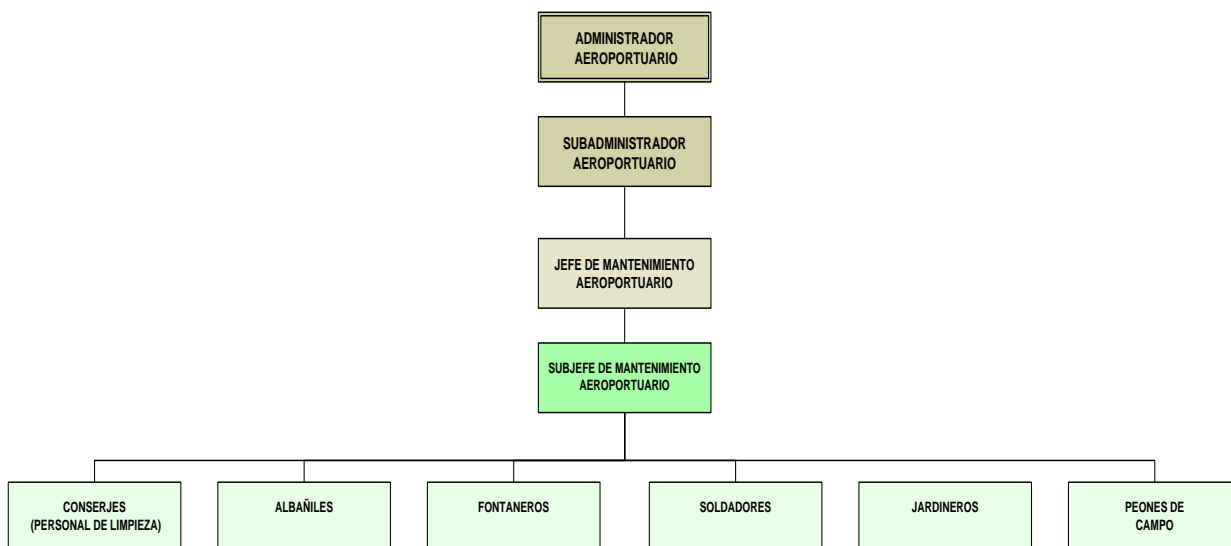 ADMINISTRADOR
AEROPORTUARIO
SUBADMINISTRADOR
AEROPORTUARIO
JEFE DE MANTENIMIENTO
AEROPORTUARIO
SUBJEFE DE MANTENIMIENTO
AEROPORTUARIO
CONSERJES
(PERSONAL DE LIMPIEZA)
ALBAÑILES
FONTANEROS
SOLDADORES
JARDINEROS
PEONES DE
CAMPO